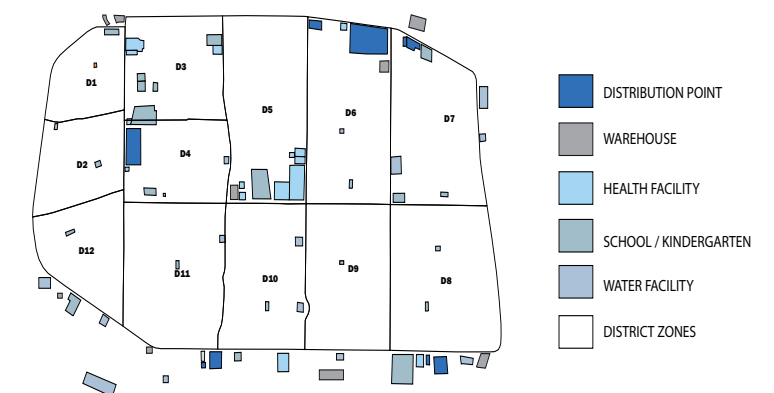 D1
D3
D5
D6
D7
D2
D4
D12
D11
D10
D9
D8
DISTRIBUTION POINT
WAREHOUSE
HEALTH FACILITY
SCHOOL / KINDERGARTEN
WATER FACILITY
DISTRICT ZONES